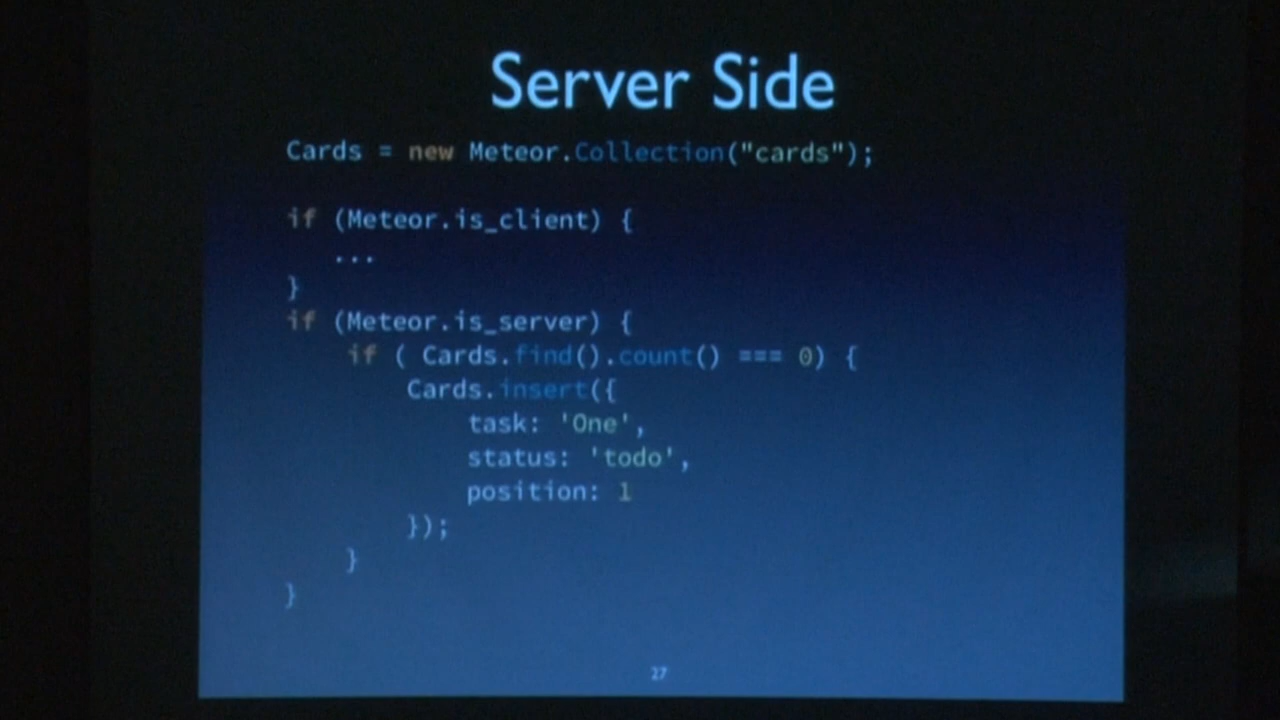 Server Side
Cards = new Meteor.Collection("cards");
if (Meteor.is_client) {
...
}
if (Meteor.is_server) {
if ( Cards.find().count() === 0) {
Cards.insert({
task: 'One',
status: 'todo',
position: 1
});
}
}
27